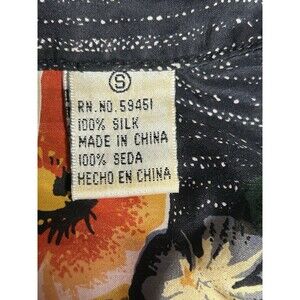 S
RN.NO.59451
100% SILK
MADE IN CHINA
100% SEDA
HECHO EN CHINA